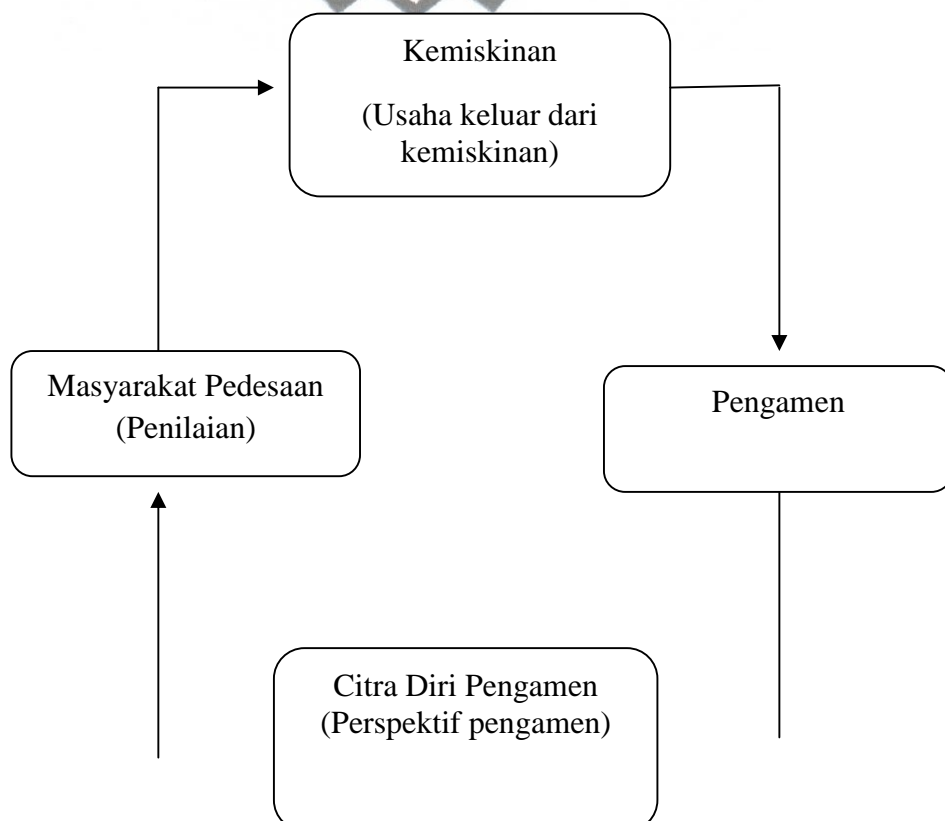 Kemiskinan
(Usaha keluar dari
kemiskinan)
Masyarakat Pedesaan
(Penilaian)
Pengamen
Citra Diri Pengamen
(Perspektif pengamen)